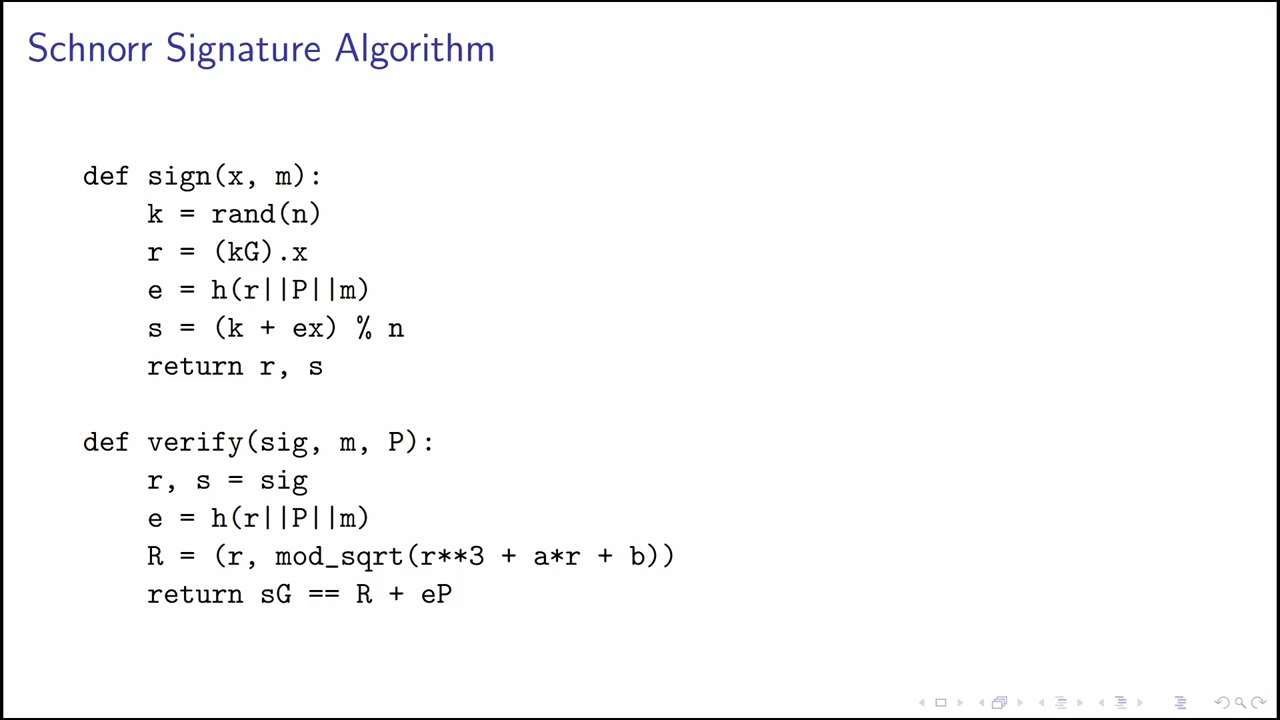 Schnorr Signature Algorithm
def sign(x, m):
    k = rand(n)
    r = (kG).x
    e = h(r||P||m)
    s = (k + ex) % n
    return r, s
def verify(sig, m, P):
    r, s = sig
    e = h(r||P||m)
    R = (r, mod_sqrt(r**3 + a*r + b))
    return sG == R + eP